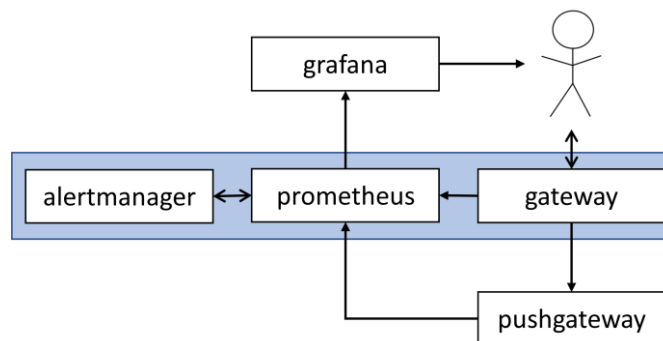 grafana
alertmanager
prometheus
gateway
pushgateway